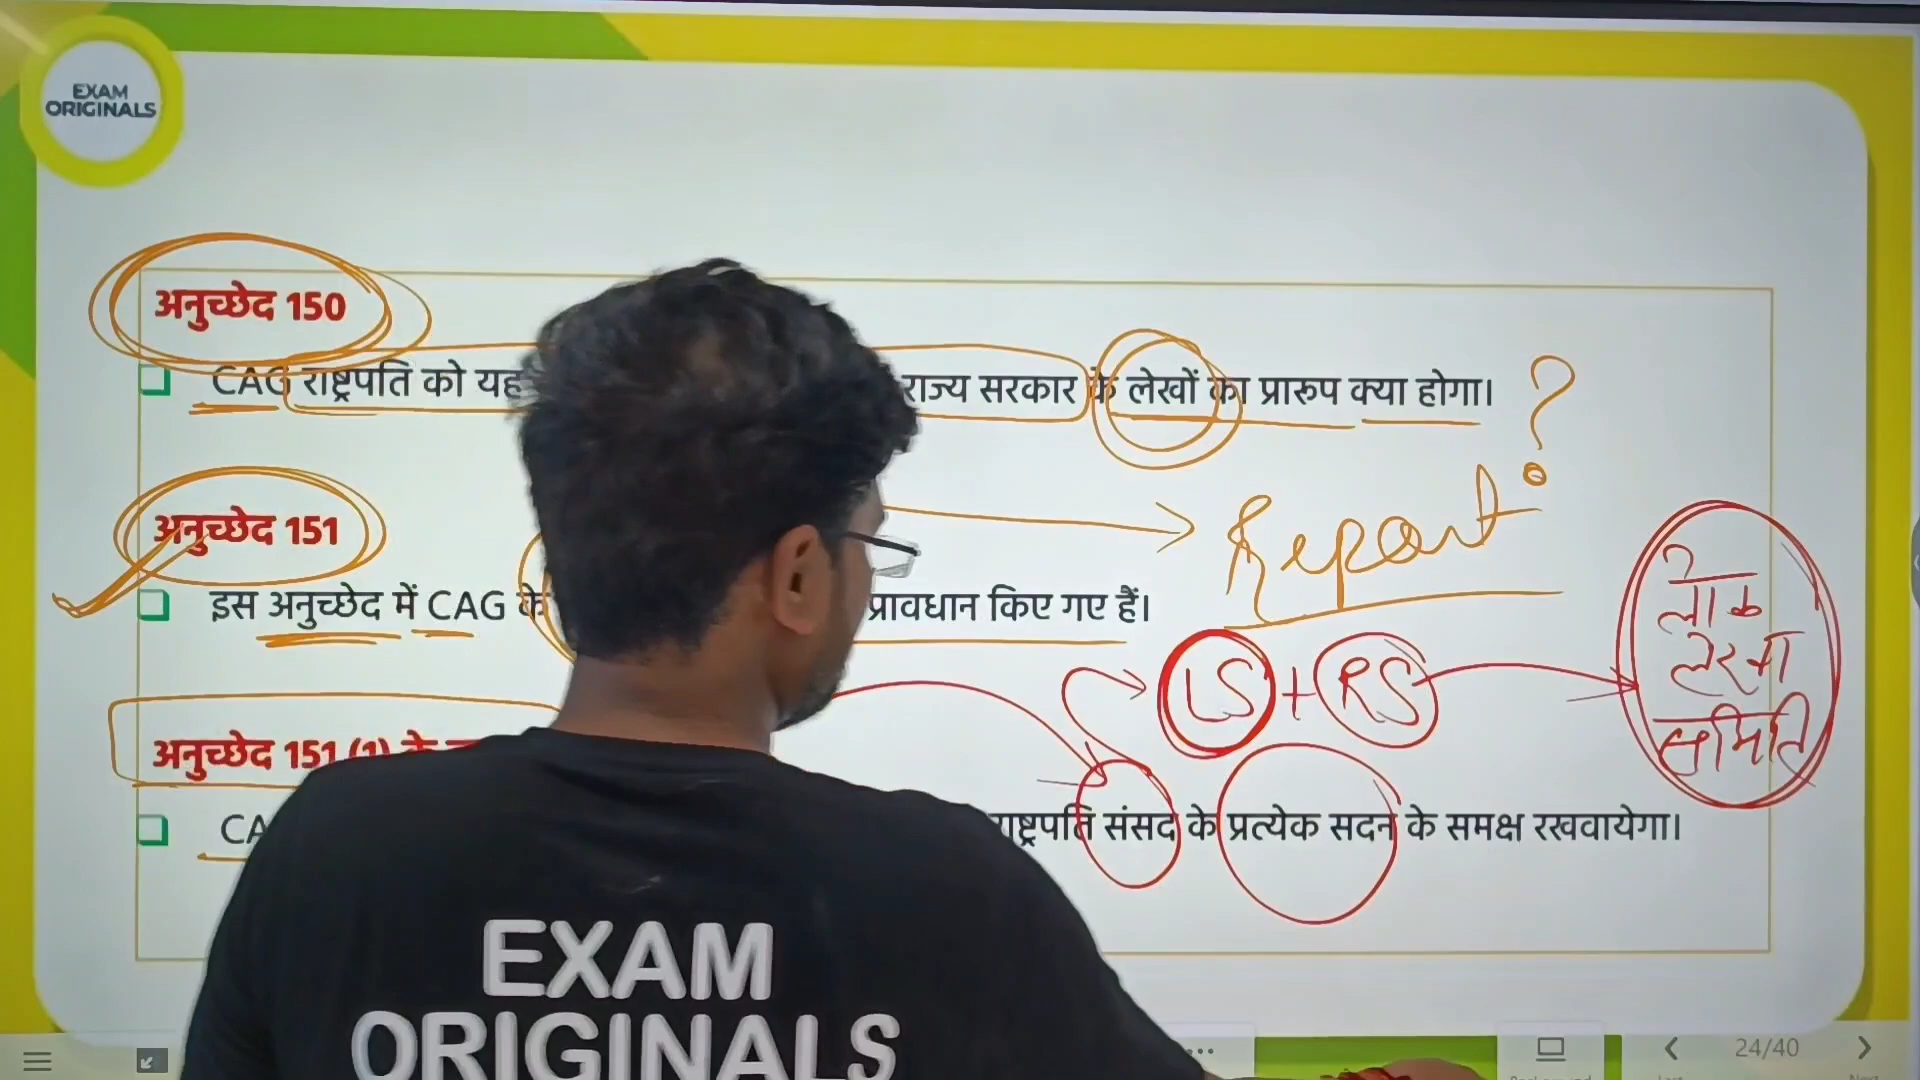 EXAM
ORIGINALS
अनुच्छेद 150
CAG राष्ट्रपति को यह राज्य सरकार के लेखों का प्रारूप क्या होगा। ?
अनुच्छेद 151
Report
इस अनुच्छेद में CAG के प्रावधान किए गए हैं।
LS + RS
लोक
लेखा
समिति
अनुच्छेद 151 (1) के
CA राष्ट्रपति संसद के प्रत्येक सदन के समक्ष रखवायेगा।
EXAM
ORIGINALS
24/40